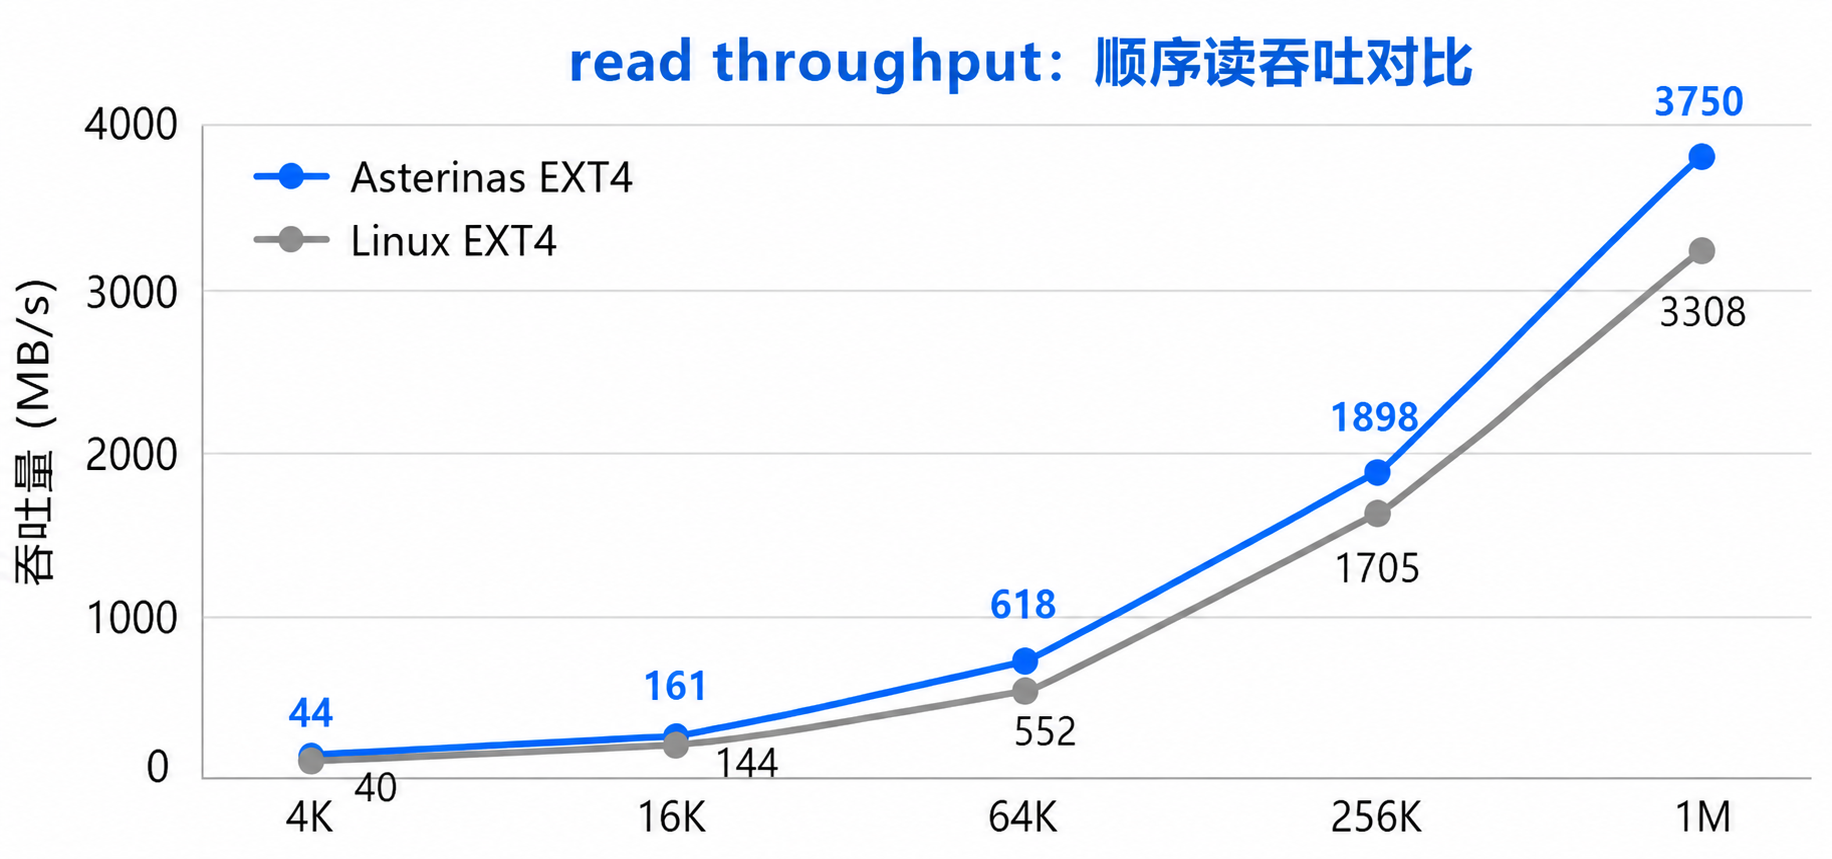 read throughput：顺序读吞吐对比
吞吐量 (MB/s)
4000
3000
2000
1000
0
Asterinas EXT4
Linux EXT4
44
161
618
1898
3750
40
144
552
1705
3308
4K
16K
64K
256K
1M